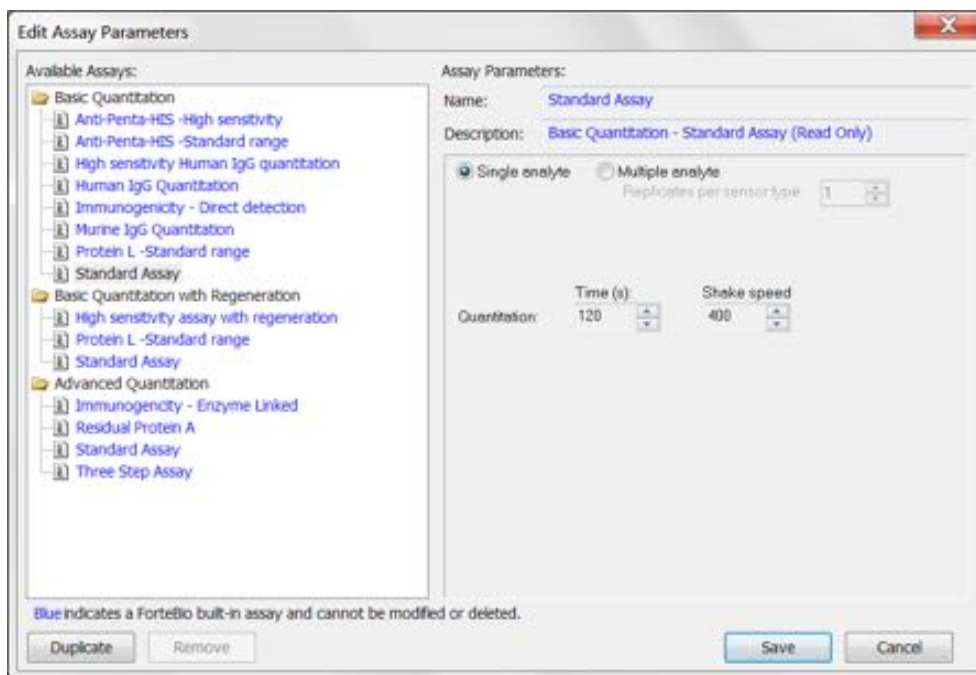 Edit Assay Parameters
Available Assays:
Basic Quantitation
Anti-Penta-HIS -High sensitivity
Anti-Penta-HIS -Standard range
High sensitivity Human IgG quantitation
Human IgG Quantitation
Immunogenicity - Direct detection
Murine IgG Quantitation
Protein L -Standard range
Standard Assay
Basic Quantitation with Regeneration
High sensitivity assay with regeneration
Protein L -Standard range
Standard Assay
Advanced Quantitation
Immunogencity - Enzyme Linked
Residual Protein A
Standard Assay
Three Step Assay
Assay Parameters:
Name: Standard Assay
Description: Basic Quantitation - Standard Assay (Read Only)
Single analyte Multiple analyte
Replicates per sensor type: 1
Time (s): Shake speed
Quantitation: 120 400
Blue indicates a ForteBio built-in assay and cannot be modified or deleted.
Duplicate Remove Save Cancel